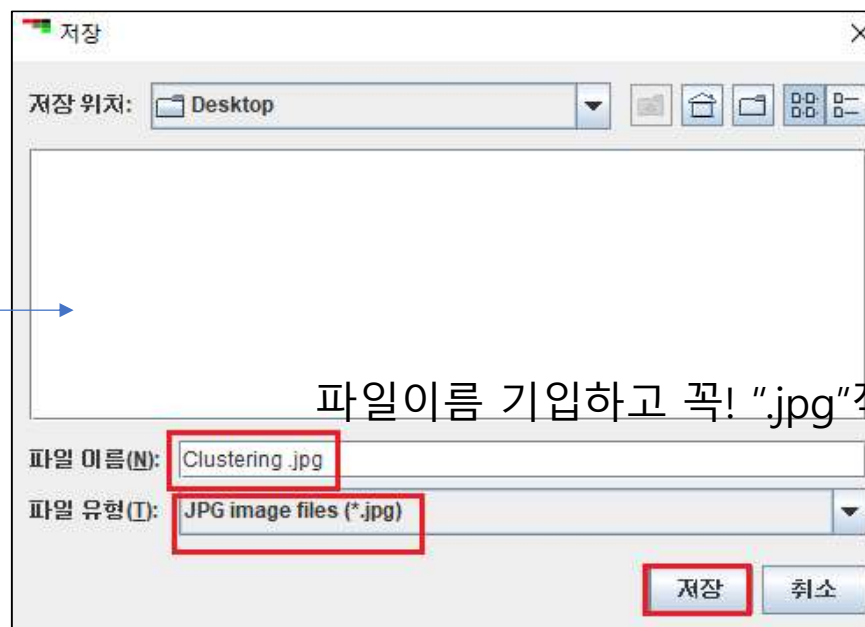 저장
저장 위치: Desktop
파일이름 기입하고 꼭! ".jpg"
파일 이름(N): Clustering .jpg
파일 유형(T): JPG image files (*.jpg)
저장 취소